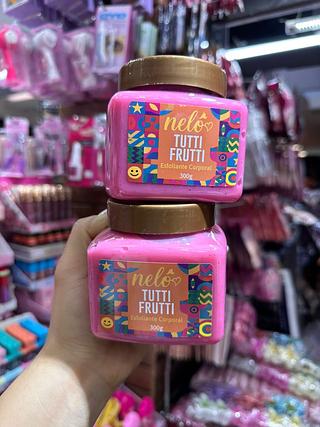 nelo
TUTTI
FRUTTI
Esfoliante Corporal
300g
nelo
TUTTI
FRUTTI
Esfoliante Corporal
300g